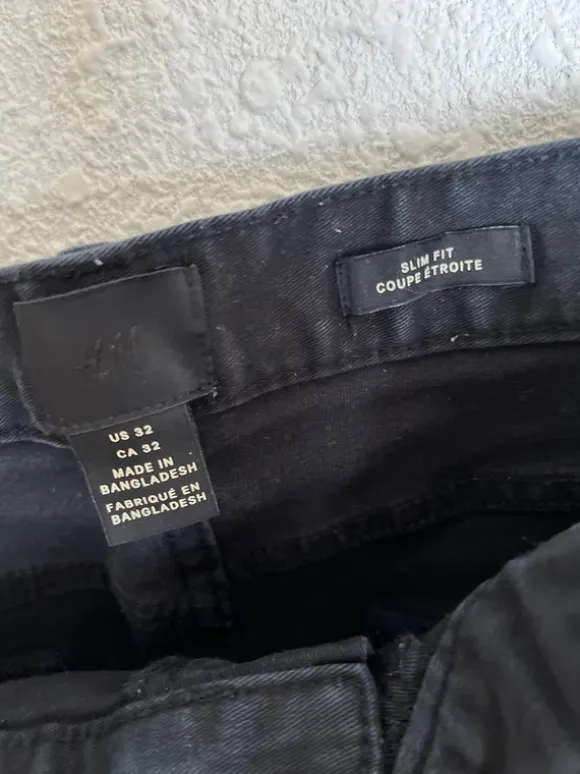 H&M
US 32
CA 32
MADE IN
BANGLADESH
FABRIQUÉ EN
BANGLADESH
SLIM FIT
COUPE ÉTROITE